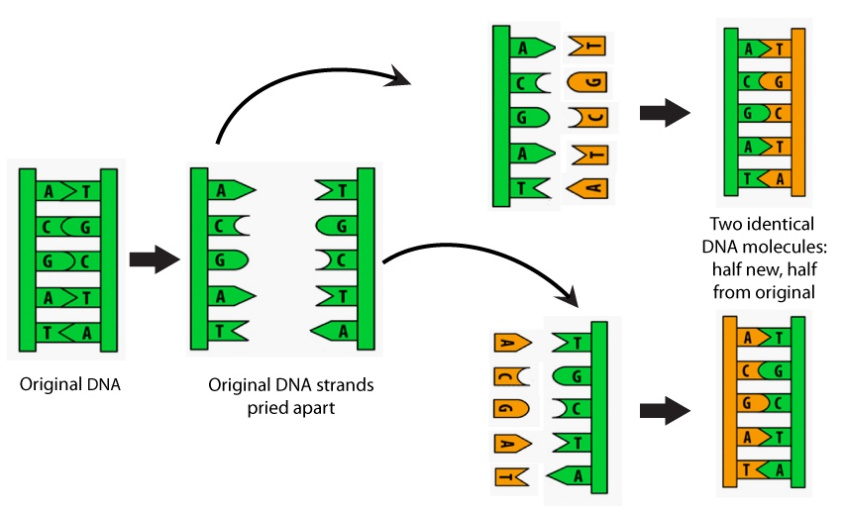 A T
C G
G C
A T
T A
Original DNA
A T
C G
G C
A T
T A
Original DNA strands
pried apart
A T
C G
G C
A T
T A
A T
C G
G C
A T
T A
Two identical
DNA molecules:
half new, half
from original
A T
C G
G C
A T
T A
A T
C G
G C
A T
T A